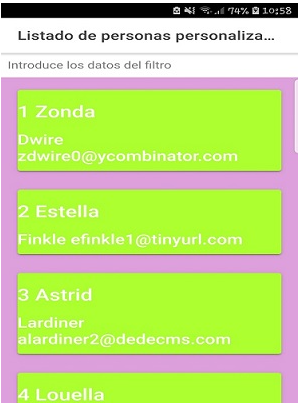 74% 10:58
Listado de personas personaliza...
Introduce los datos del filtro
1 Zonda
Dwire
zdwire0@ycombinator.com
2 Estella
Finkle efinkle1@tinyurl.com
3 Astrid
Lardiner
alardiner2@dedecms.com
4 Louella